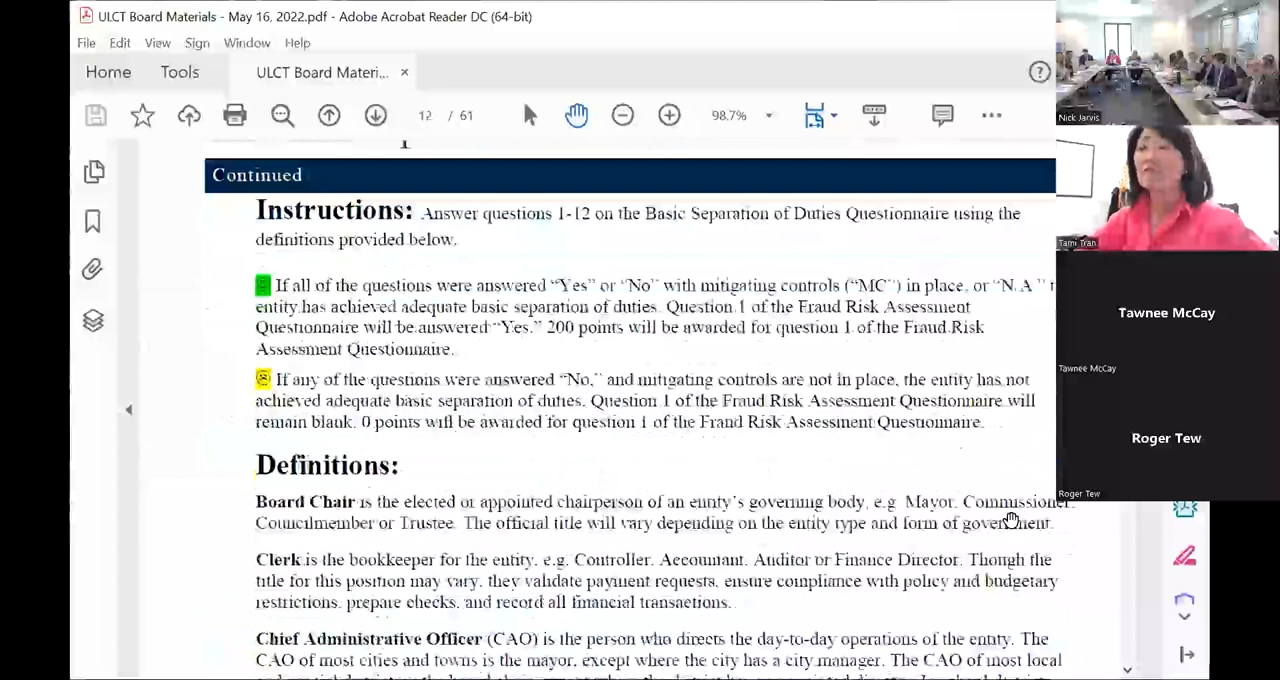 ULCT Board Materials - May 16, 2022.pdf - Adobe Acrobat Reader DC (64-bit)
File Edit View Sign Window Help
Home Tools ULCT Board Materi... ×
12 / 61 98.7%
Continued
Instructions: Answer questions 1-12 on the Basic Separation of Duties Questionnaire using the
definitions provided below.
If all of the questions were answered “Yes” or “No” with mitigating controls (“MC”) in place, or “N/A”
entity has achieved adequate basic separation of duties. Question 1 of the Fraud Risk Assessment
Questionnaire will be answered “Yes.” 200 points will be awarded for question 1 of the Fraud Risk
Assessment Questionnaire.
If any of the questions were answered “No,” and mitigating controls are not in place, the entity has not
achieved adequate basic separation of duties. Question 1 of the Fraud Risk Assessment Questionnaire will
remain blank. 0 points will be awarded for question 1 of the Fraud Risk Assessment Questionnaire.
Definitions:
Board Chair is the elected or appointed chairperson of an entity’s governing body, e.g. Mayor, Commissioner,
Councilmember or Trustee. The official title will vary depending on the entity type and form of government.
Clerk is the bookkeeper for the entity, e.g. Controller, Accountant, Auditor or Finance Director. Though the
title for this position may vary, they validate payment requests, ensure compliance with policy and budgetary
restrictions, prepare checks, and record all financial transactions.
Chief Administrative Officer (CAO) is the person who directs the day-to-day operations of the entity. The
CAO of most cities and towns is the mayor, except where the city has a city manager. The CAO of most local
Nick Jarvis
Tami Tran
Tawnee McCay
Tawnee McCay
Roger Tew
Roger Tew